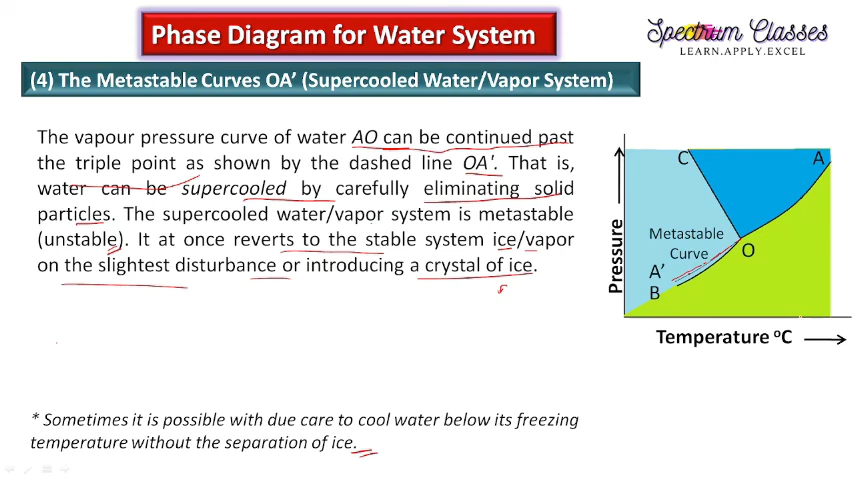 Phase Diagram for Water System
Spectrum Classes
LEARN.APPLY.EXCEL
(4) The Metastable Curves OA’ (Supercooled Water/Vapor System)
The vapour pressure curve of water AO can be continued past
the triple point as shown by the dashed line OA'. That is,
water can be supercooled by carefully eliminating solid
particles. The supercooled water/vapor system is metastable
(unstable). It at once reverts to the stable system ice/vapor
on the slightest disturbance or introducing a crystal of ice.
C
A
Metastable
Curve
O
A’
B
Pressure
Temperature ⁰C
* Sometimes it is possible with due care to cool water below its freezing
temperature without the separation of ice.